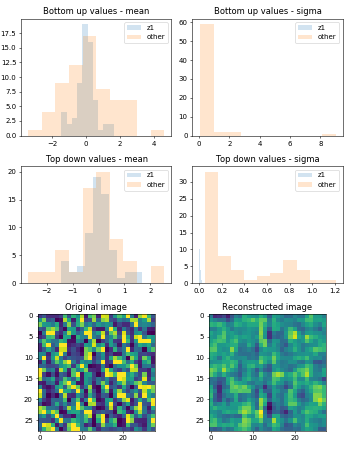 Bottom up values - mean
17.5
15.0
12.5
10.0
7.5
5.0
2.5
0.0
−2 0 2 4
z1
other
Bottom up values - sigma
60
50
40
30
20
10
0
0 2 4 6 8
z1
other
Top down values - mean
20
15
10
5
0
−2 −1 0 1 2
z1
other
Top down values - sigma
30
25
20
15
10
5
0
0.0 0.2 0.4 0.6 0.8 1.0 1.2
z1
other
Original image
0
5
10
15
20
25
0 10 20
Reconstructed image
0
5
10
15
20
25
0 10 20